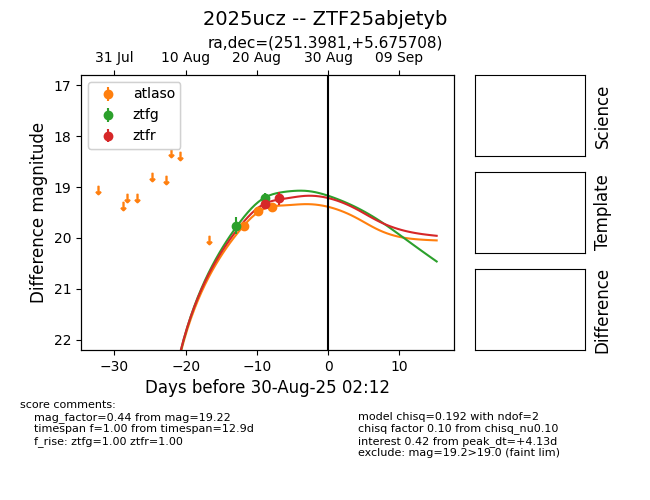 2025ucz -- ZTF25abjetyb
ra,dec=(251.3981,+5.675708)
31 Jul 10 Aug 20 Aug 30 Aug 09 Sep
atlaso
ztfg
ztfr
17
18
19
20
21
22
Difference magnitude
−30 −20 −10 0 10
Days before 30-Aug-25 02:12
Science
Template
Difference
score comments:
mag_factor=0.44 from mag=19.22
timespan f=1.00 from timespan=12.9d
f_rise: ztfg=1.00 ztfr=1.00
model chisq=0.192 with ndof=2
chisq factor 0.10 from chisq_nu0.10
interest 0.42 from peak_dt=+4.13d
exclude: mag=19.2>19.0 (faint lim)